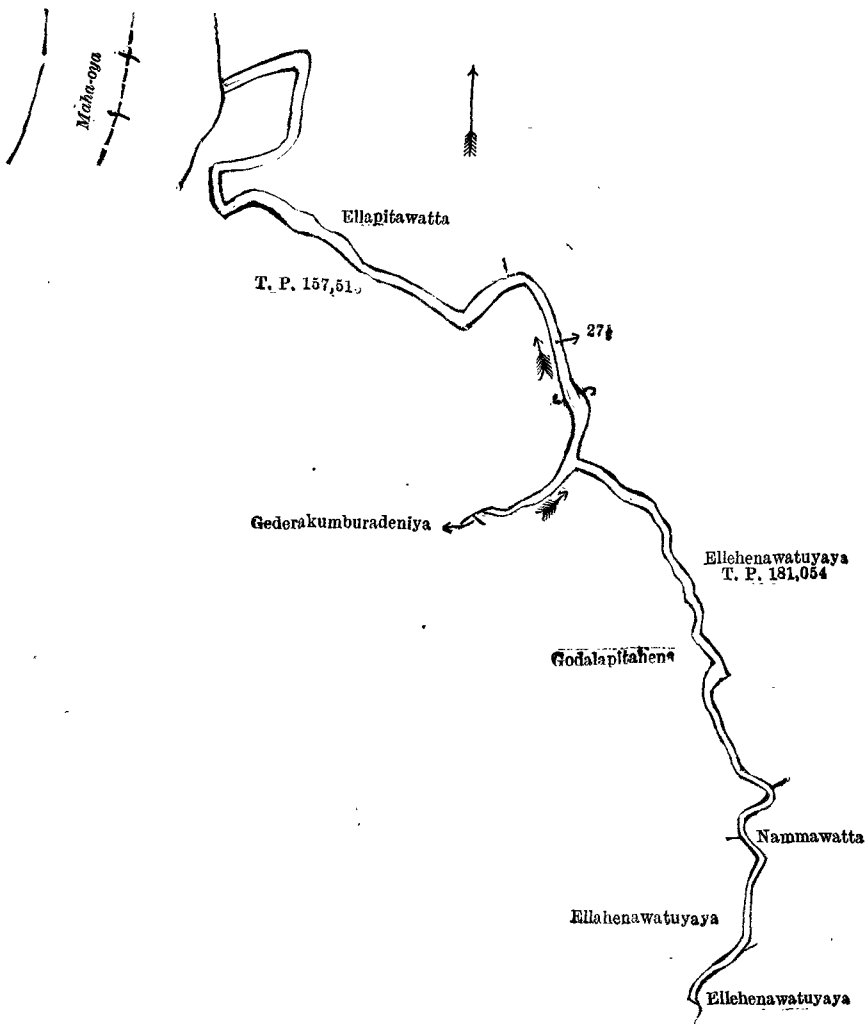 Maha-oya
Ellapitawatta
T. P. 157,51
27½
Gederakumburadeniya
Ellehenawatuyaya
T. P. 181,054
Godalapitahena
Nammawatta
Ellahenawatuyaya
Ellehenawatuyaya